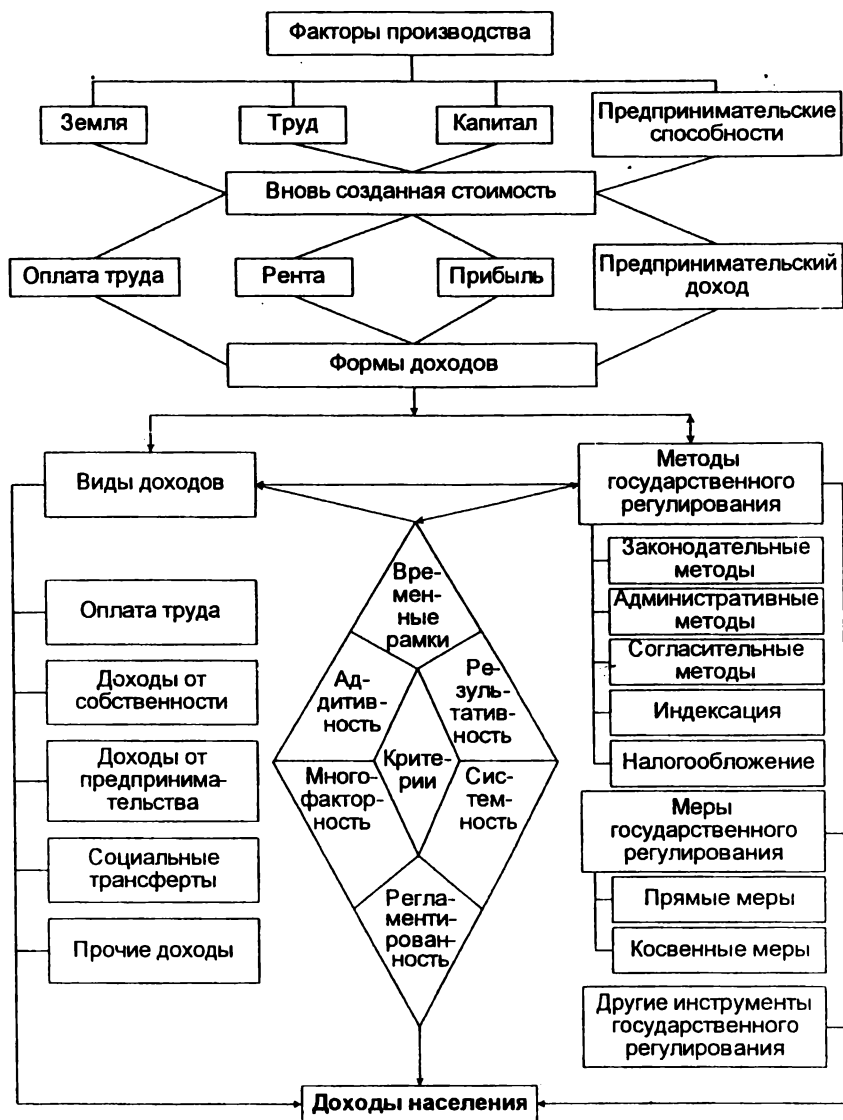 Факторы производства
Земля
Труд
Капитал
Предпринимательские
способности
Вновь созданная стоимость
Оплата труда
Рента
Прибыль
Предпринимательский
доход
Формы доходов
Виды доходов
Методы
государственного
регулирования
Оплата труда
Доходы от
собственности
Доходы от
предпринима-
тельства
Социальные
трансферты
Прочие доходы
Вре-
мен-
ные
рамки
Ад-
дитив-
ность
Ре-
зуль-
татив-
ность
Крите-
рии
Много-
фактор-
ность
Сис-
тем-
ность
Регла-
менти-
рован-
ность
Законодательные
методы
Административные
методы
Согласительные
методы
Индексация
Налогообложение
Меры
государственного
регулирования
Прямые меры
Косвенные меры
Другие инструменты
государственного
регулирования
Доходы населения